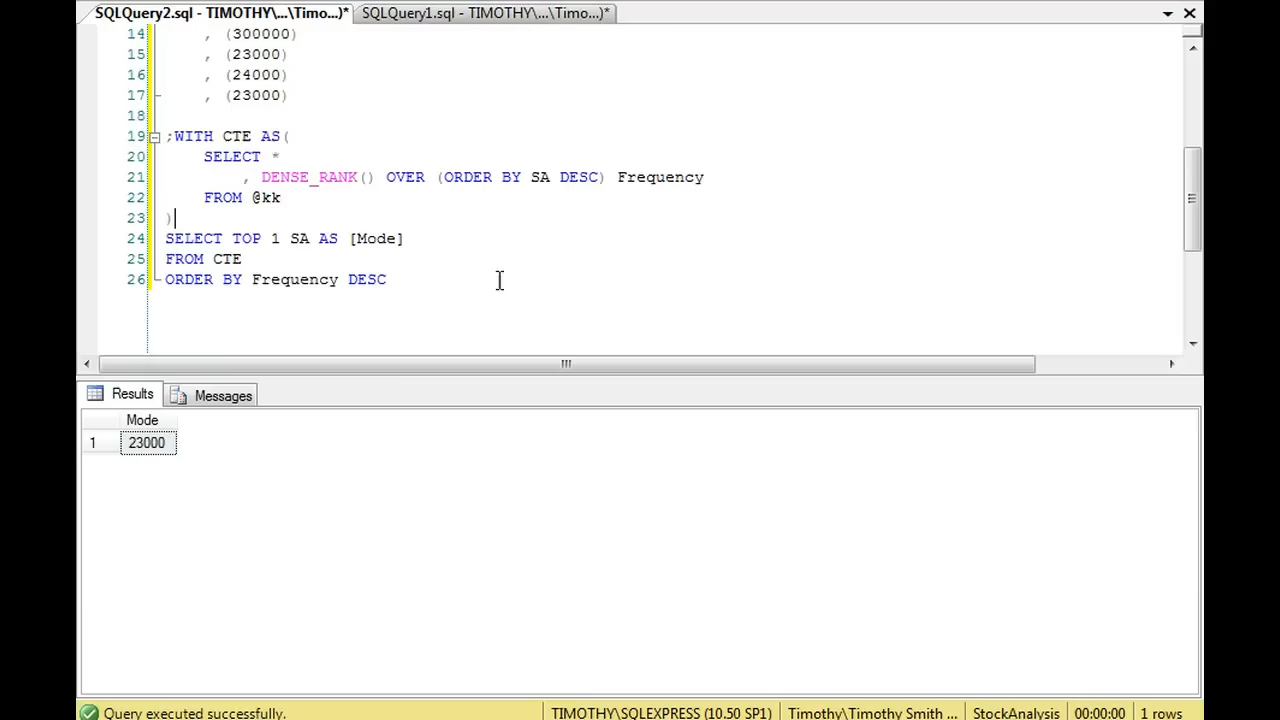 SQLQuery2.sql - TIMOTHY\...\Timo...)* SQLQuery1.sql - TIMOTHY\...\Timo...)*
14 , (300000)
15 , (23000)
16 , (24000)
17 , (23000)
18
19 ;WITH CTE AS(
20 SELECT *
21 , DENSE_RANK() OVER (ORDER BY SA DESC) Frequency
22 FROM @kk
23 )
24 SELECT TOP 1 SA AS [Mode]
25 FROM CTE
26 ORDER BY Frequency DESC
Results Messages
Mode
1 23000
Query executed successfully. TIMOTHY\SQLEXPRESS (10.50 SP1) Timothy\Timothy Smith ... StockAnalysis 00:00:00 1 rows